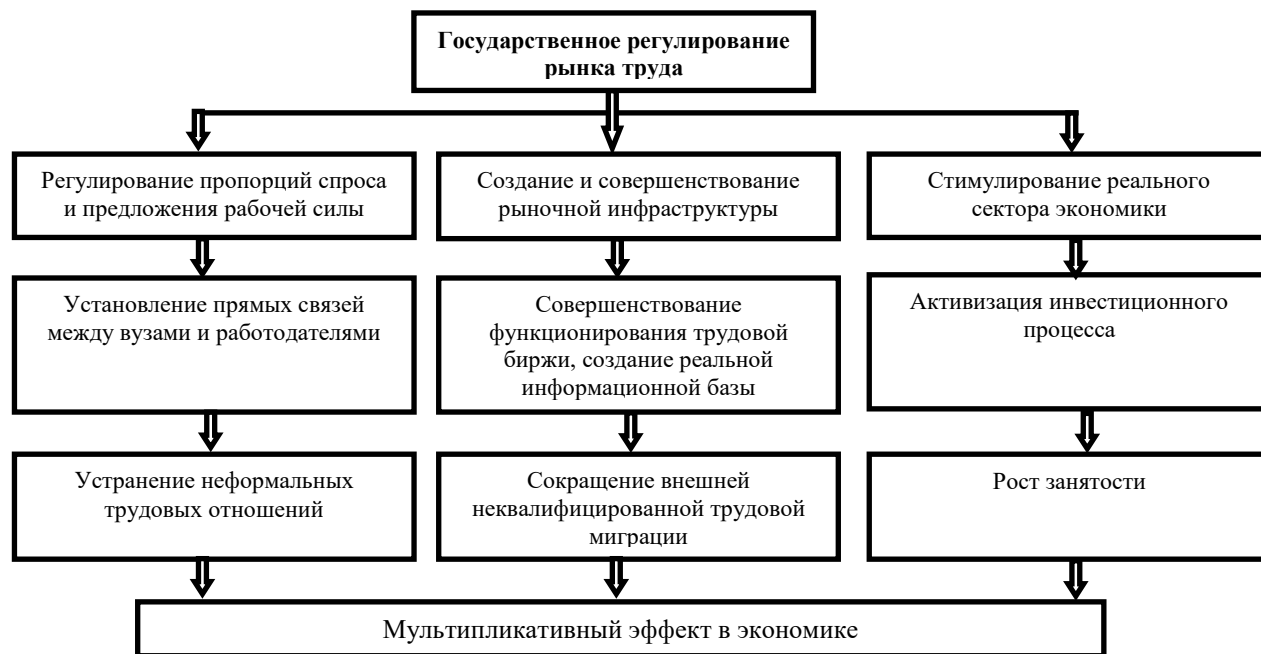 Государственное регулирование
рынка труда
Регулирование пропорций спроса
и предложения рабочей силы
Создание и совершенствование
рыночной инфраструктуры
Стимулирование реального
сектора экономики
Установление прямых связей
между вузами и работодателями
Совершенствование
функционирования трудовой
биржи, создание реальной
информационной базы
Активизация инвестиционного
процесса
Устранение неформальных
трудовых отношений
Сокращение внешней
неквалифицированной трудовой
миграции
Рост занятости
Мультипликативный эффект в экономике